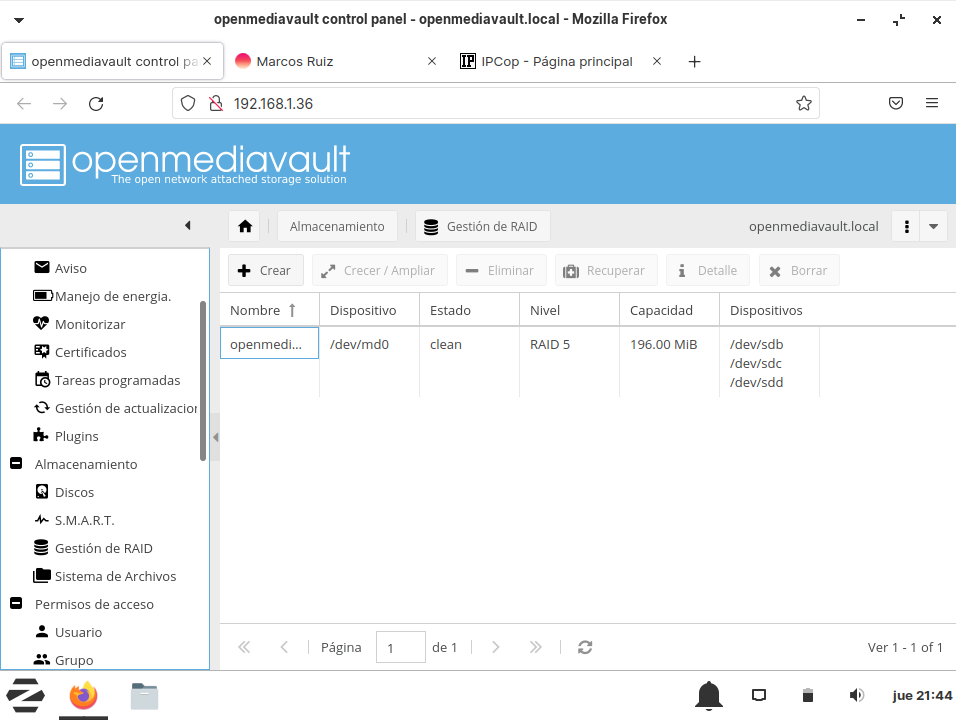 openmediavault control panel - openmediavault.local - Mozilla Firefox
openmediavault control pa
Marcos Ruiz
IP IPCop - Página principal
192.168.1.36
openmediavault
The open network attached storage solution
Almacenamiento
Gestión de RAID
openmediavault.local
Aviso
Manejo de energia.
Monitorizar
Certificados
Tareas programadas
Gestión de actualizacion
Plugins
Almacenamiento
Discos
S.M.A.R.T.
Gestión de RAID
Sistema de Archivos
Permisos de acceso
Usuario
Grupo
Crear
Crecer / Ampliar
Eliminar
Recuperar
Detalle
Borrar
Nombre Dispositivo Estado Nivel Capacidad Dispositivos
openmedi... /dev/md0 clean RAID 5 196.00 MiB /dev/sdb
/dev/sdc
/dev/sdd
Página 1 de 1
Ver 1 - 1 of 1
jue 21:44